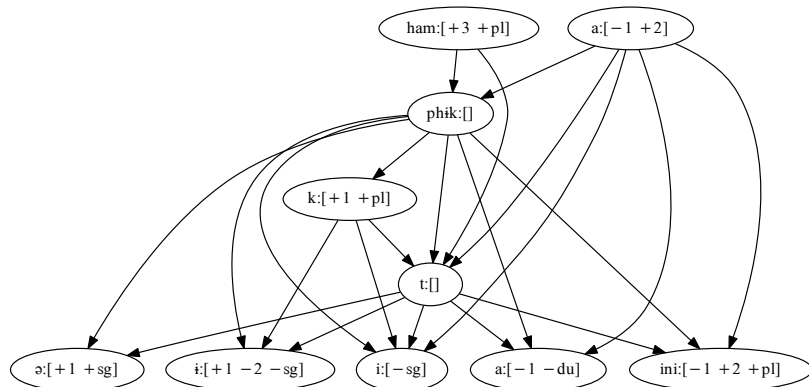 ham:[+3 +pl] a:[−1 +2]
phɨk:[]
k:[+1 +pl]
t:[]
ə:[+1 +sg] ɨ:[+1 −2 −sg] i:[−sg] a:[−1 −du] ini:[−1 +2 +pl]